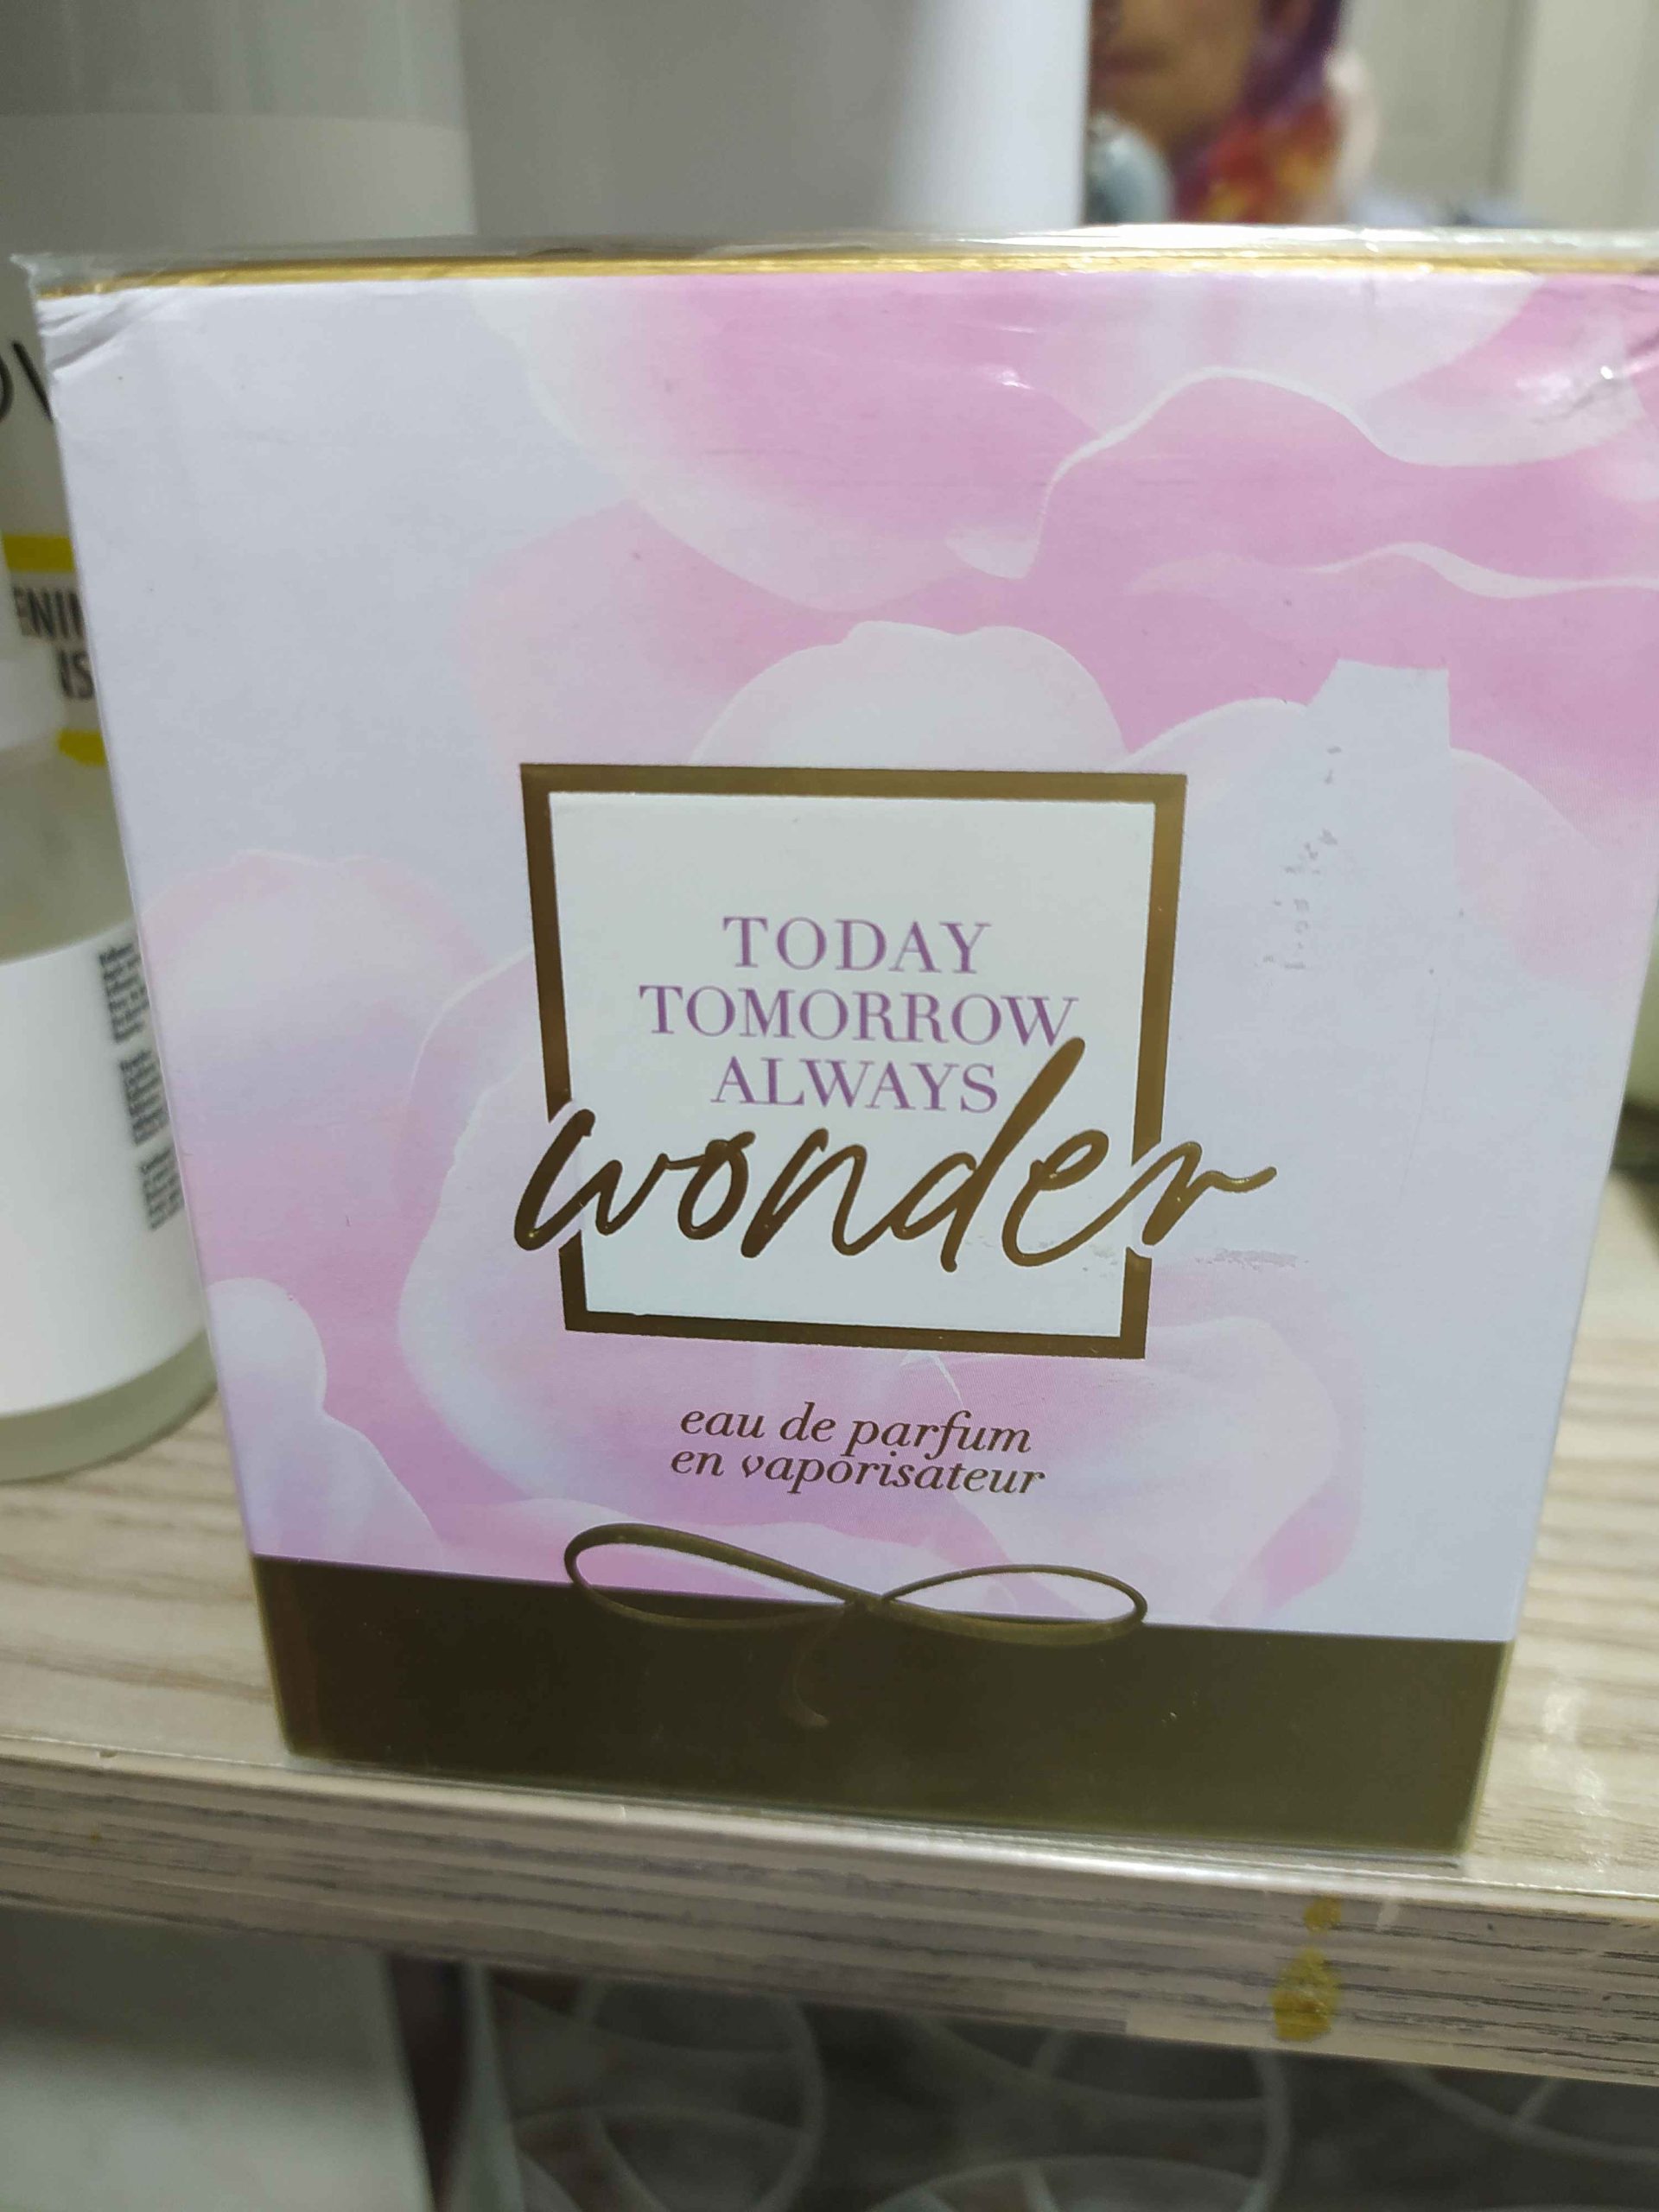 TODAY
TOMORROW
ALWAYS
wonder
eau de parfum
en vaporisateur